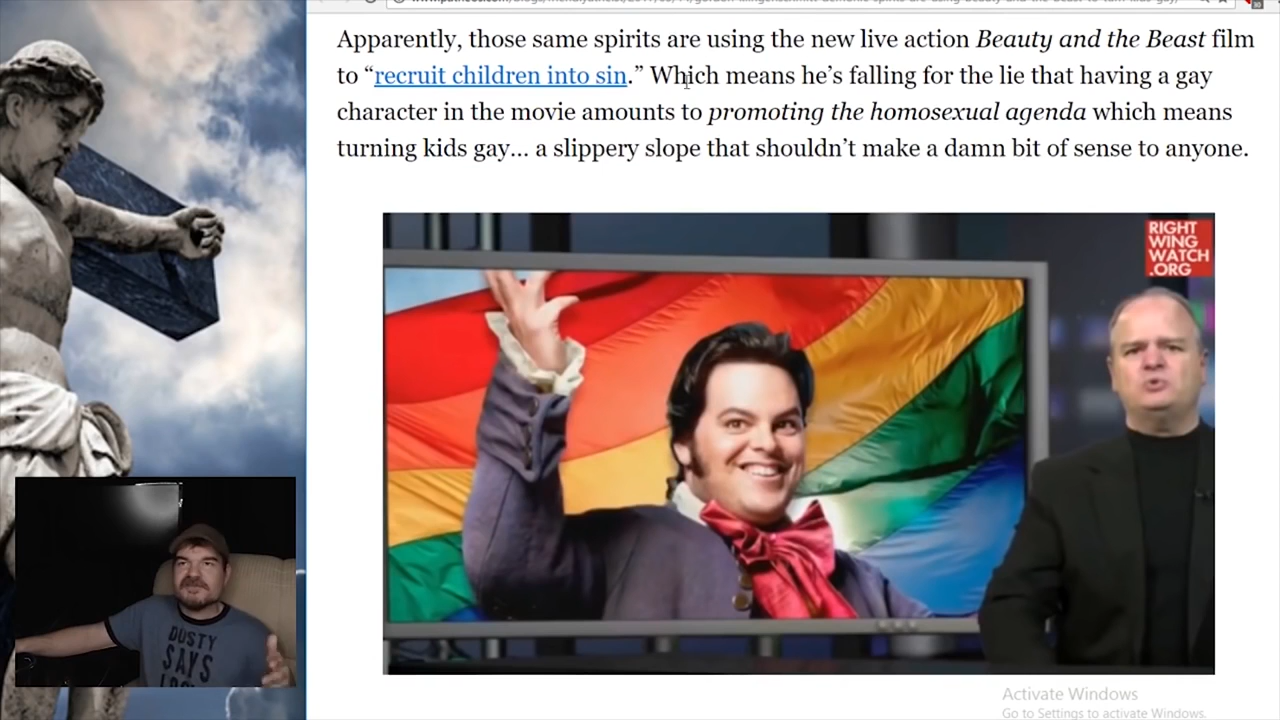 Apparently, those same spirits are using the new live action Beauty and the Beast film
to “recruit children into sin.” Which means he’s falling for the lie that having a gay
character in the movie amounts to promoting the homosexual agenda which means
turning kids gay… a slippery slope that shouldn’t make a damn bit of sense to anyone.
RIGHT
WING
WATCH
.ORG
DUSTY
SAYS
Activate Windows
Go to Settings to activate Windows.